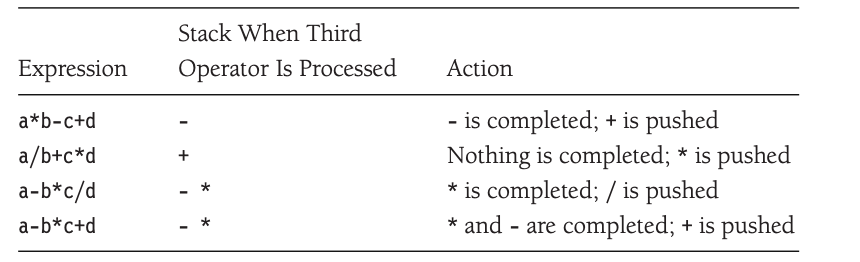 Stack When Third
Expression Operator Is Processed Action
a*b-c+d - - is completed; + is pushed
a/b+c*d + Nothing is completed; * is pushed
a-b*c/d - * * is completed; / is pushed
a-b*c+d - * * and - are completed; + is pushed